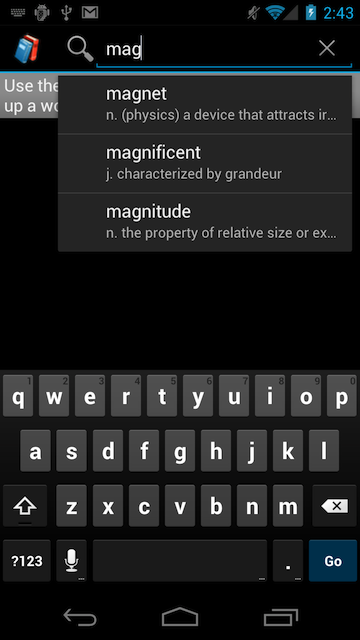 2:43
mag
Use the
up a wo
magnet
n. (physics) a device that attracts ir...
magnificent
j. characterized by grandeur
magnitude
n. the property of relative size or ex...
1 2 3 4 5 6 7 8 9 0
q w e r t y u i o p
a s d f g h j k l
z x c v b n m
?123 ... ... . ... Go